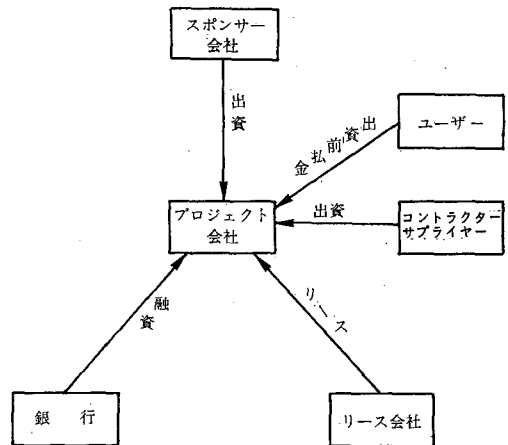 スポンサー
会社
出資
ユーザー
出資前払金
プロジェクト
会社
出資
コントラクター
サプライヤー
融資
リース
銀 行
リース会社